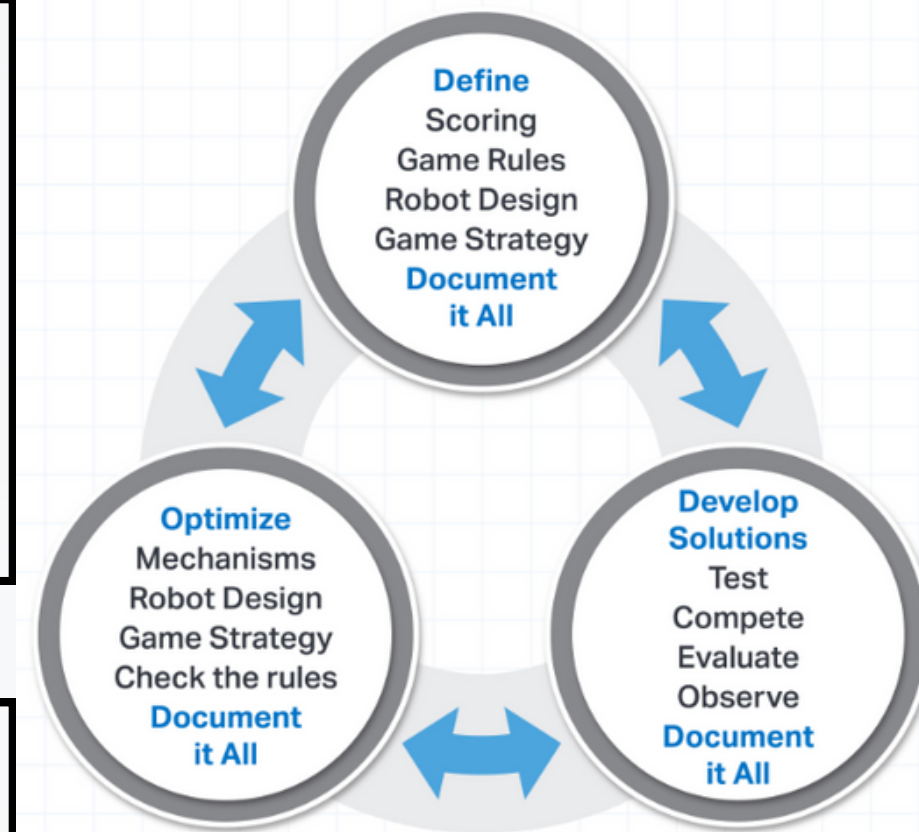 Define
Scoring
Game Rules
Robot Design
Game Strategy
Document
it All
Optimize
Mechanisms
Robot Design
Game Strategy
Check the rules
Document
it All
Develop
Solutions
Test
Compete
Evaluate
Observe
Document
it All